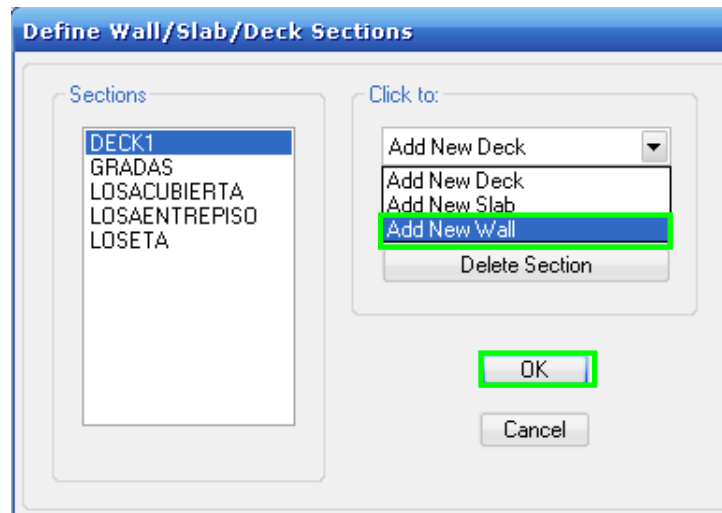 Define Wall/Slab/Deck Sections
Sections
DECK1
GRADAS
LOSACUBIERTA
LOSAENTREPISO
LOSETA
Click to:
Add New Deck
Add New Deck
Add New Slab
Add New Wall
Delete Section
OK
Cancel